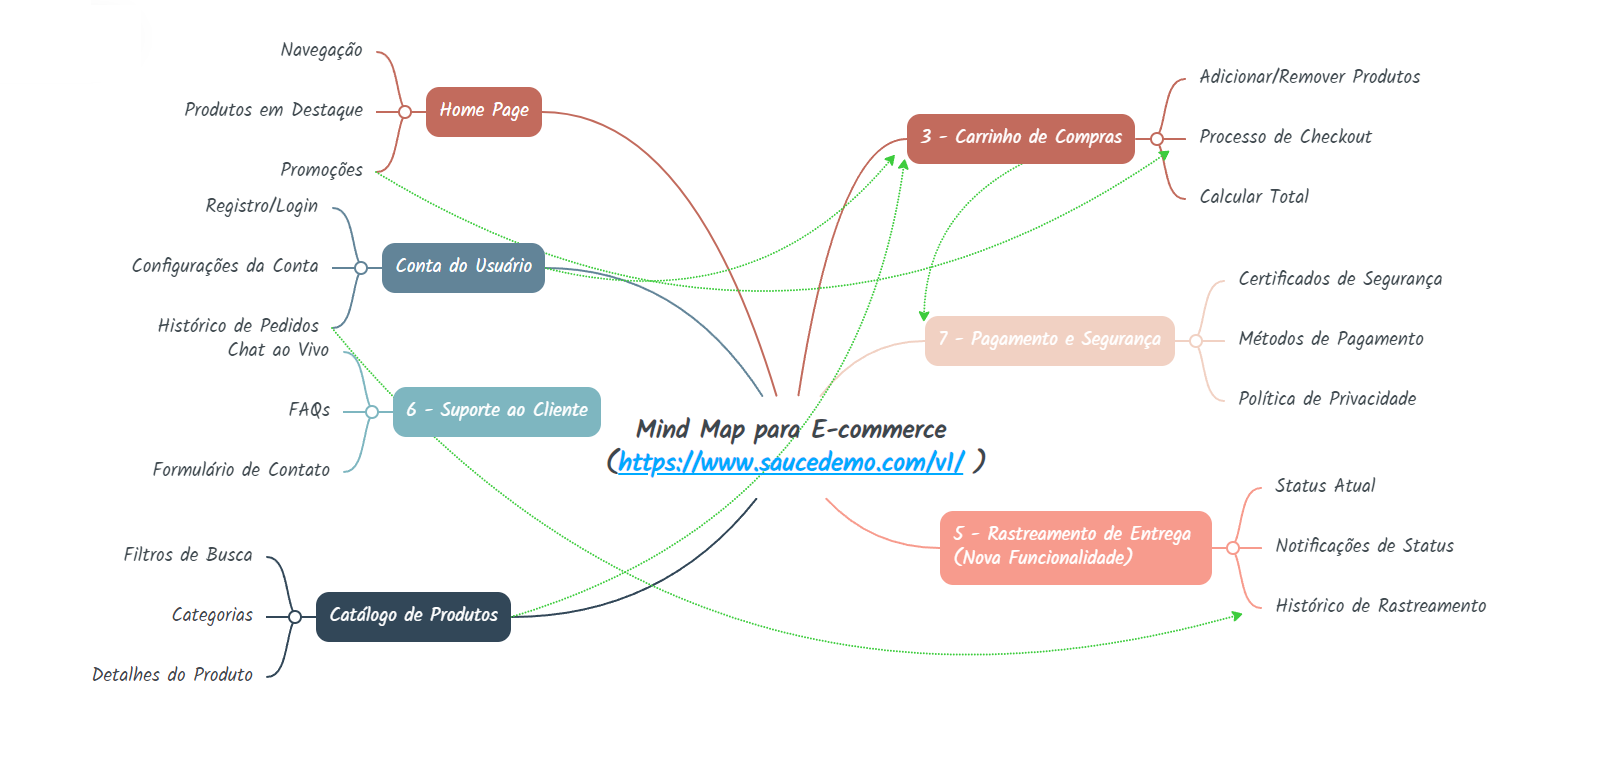 Navegação
Produtos em Destaque
Promoções
Home Page
Registro/Login
Configurações da Conta
Histórico de Pedidos
Conta do Usuário
Chat ao Vivo
FAQs
Formulário de Contato
6 - Suporte ao Cliente
Filtros de Busca
Categorias
Detalhes do Produto
Catálogo de Produtos
Mind Map para E-commerce
(https://www.saucedemo.com/v1/ )
3 - Carrinho de Compras
Adicionar/Remover Produtos
Processo de Checkout
Calcular Total
7 - Pagamento e Segurança
Certificados de Segurança
Métodos de Pagamento
Política de Privacidade
5 - Rastreamento de Entrega
(Nova Funcionalidade)
Status Atual
Notificações de Status
Histórico de Rastreamento